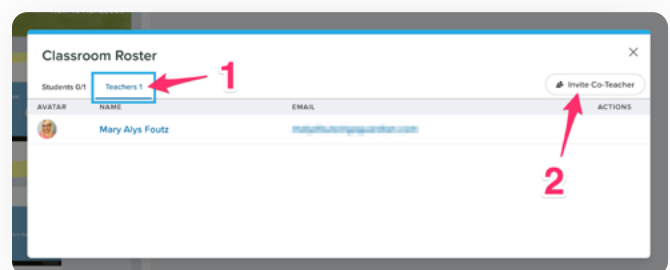 Classroom Roster
Students 0/1 Teachers 1 1 Invite Co-Teacher
AVATAR NAME EMAIL ACTIONS
Mary Alys Foutz
2